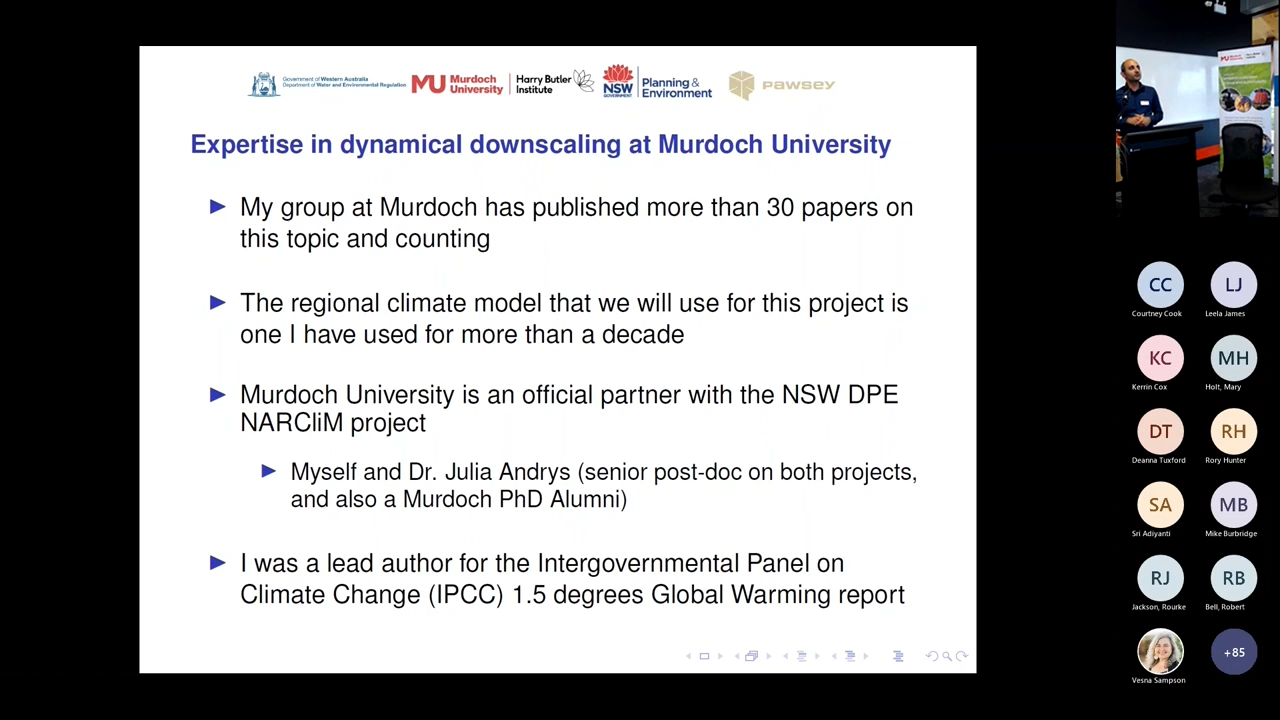 Government of Western Australia
Department of Water and Environmental Regulation
MU Murdoch University
Harry Butler Institute
NSW GOVERNMENT
Planning & Environment
PAWSEY
Expertise in dynamical downscaling at Murdoch University
My group at Murdoch has published more than 30 papers on
this topic and counting
The regional climate model that we will use for this project is
one I have used for more than a decade
Murdoch University is an official partner with the NSW DPE
NARCliM project
Myself and Dr. Julia Andrys (senior post-doc on both projects,
and also a Murdoch PhD Alumni)
I was a lead author for the Intergovernmental Panel on
Climate Change (IPCC) 1.5 degrees Global Warming report
CC
LJ
Courtney Cook
Leela James
KC
MH
Kerrin Cox
Holt, Mary
DT
RH
Deanna Tuxford
Rory Hunter
SA
MB
Sri Adiyanti
Mike Burbridge
RJ
RB
Jackson, Rourke
Bell, Robert
+85
Vesna Sampson